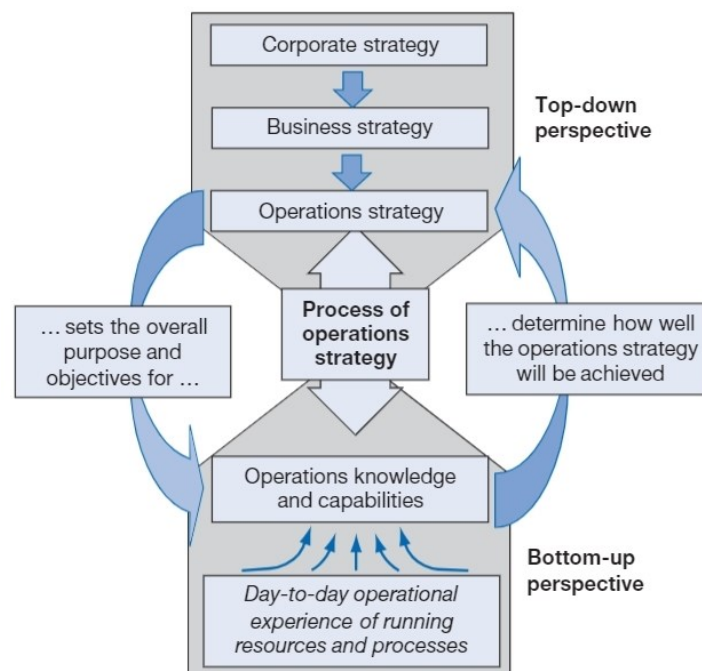 Corporate strategy
Business strategy
Top-down
perspective
Operations strategy
… sets the overall
purpose and
objectives for …
Process of
operations
strategy
… determine how well
the operations strategy
will be achieved
Operations knowledge
and capabilities
Bottom-up
perspective
Day-to-day operational
experience of running
resources and processes